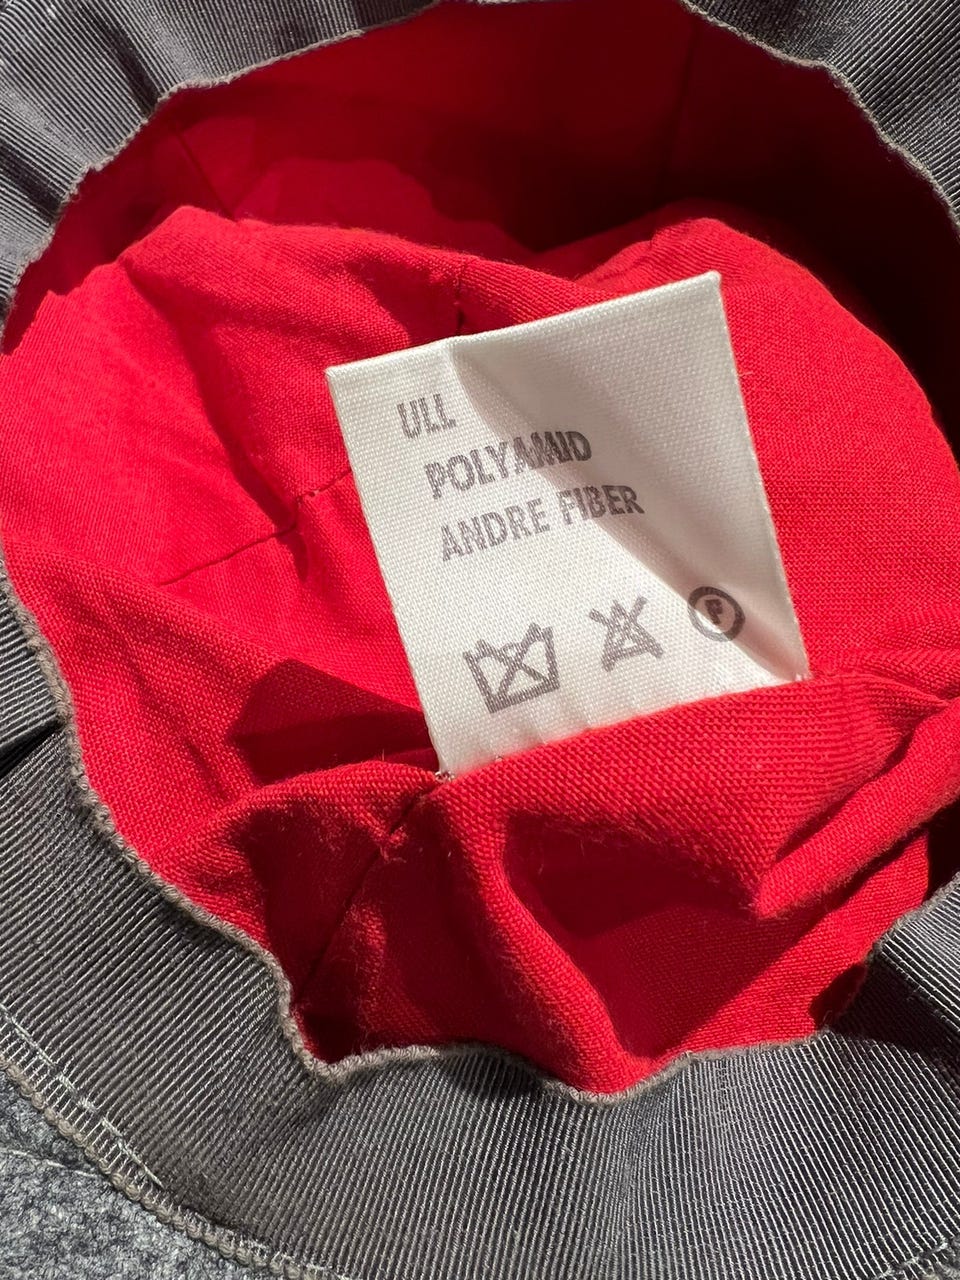 ULL
POLYAMID
ANDRE FIBER
P